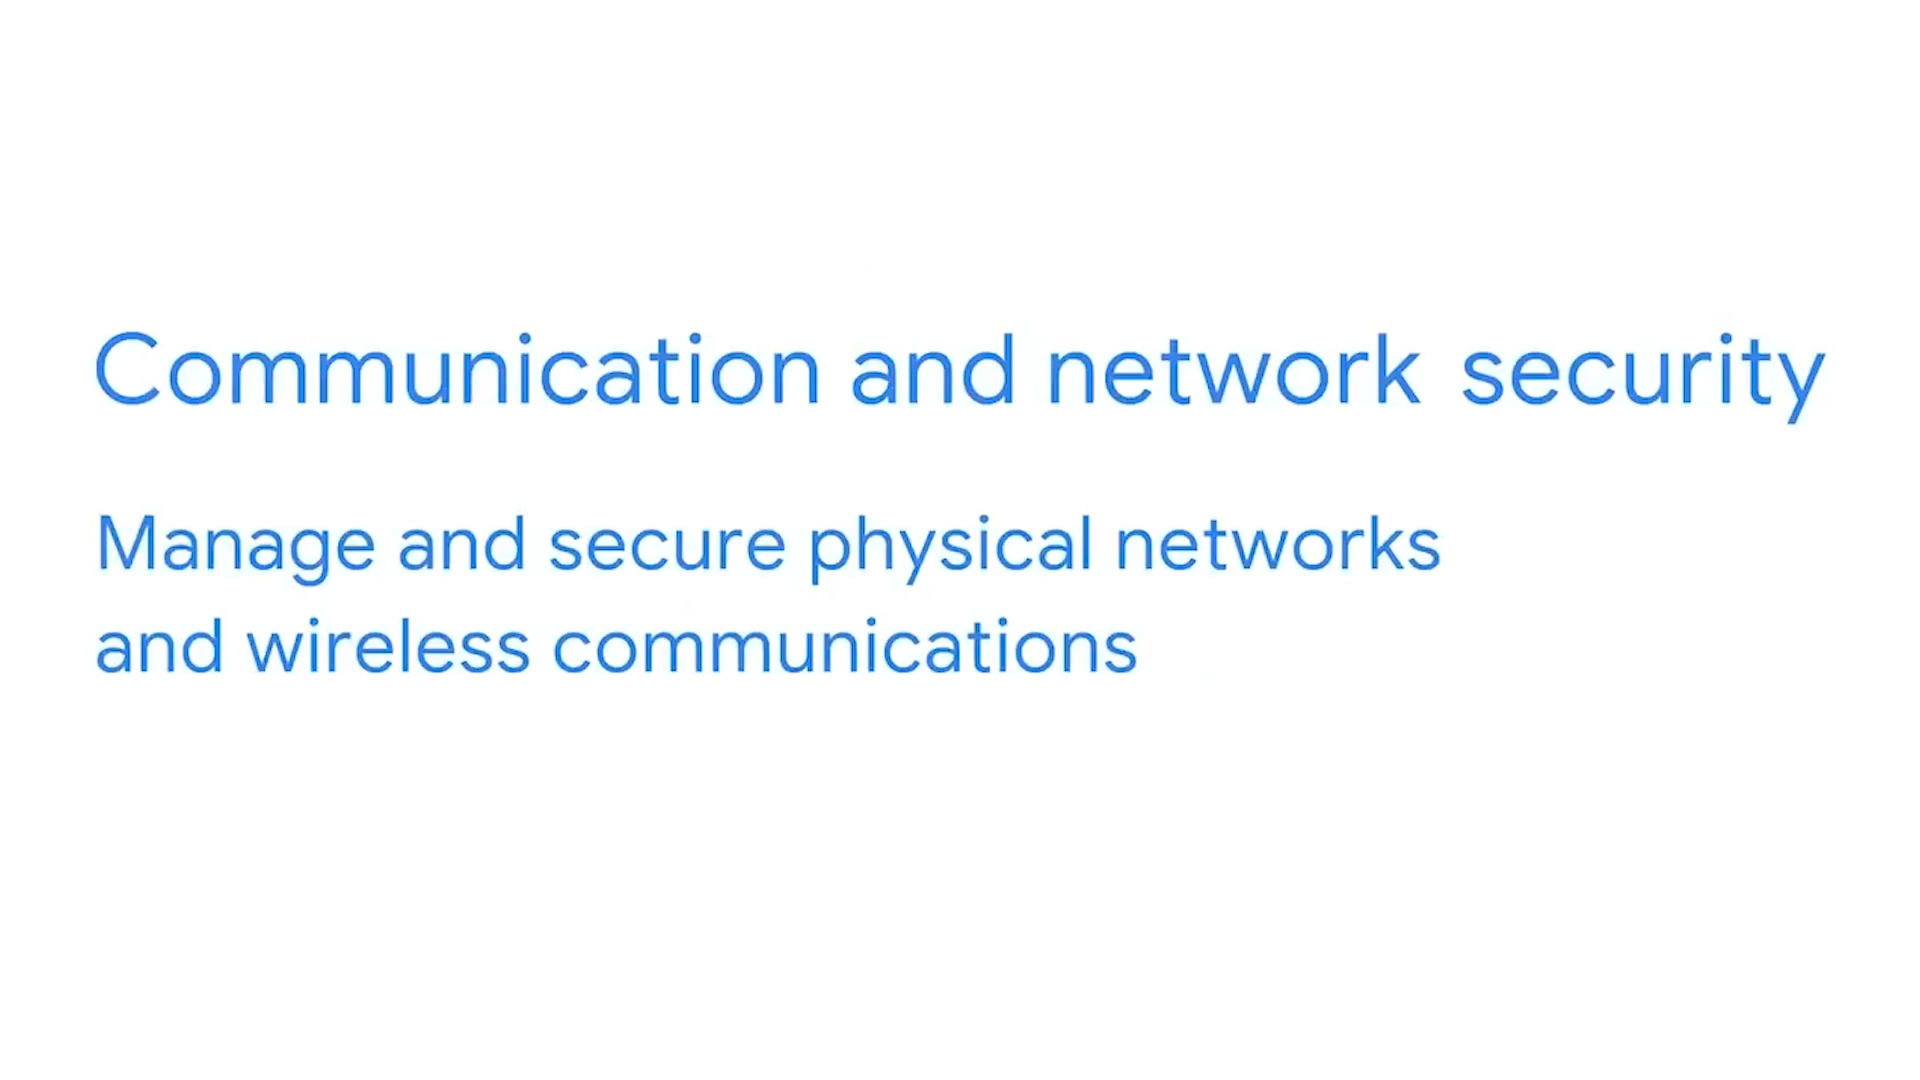 Communication and network security
Manage and secure physical networks
and wireless communications